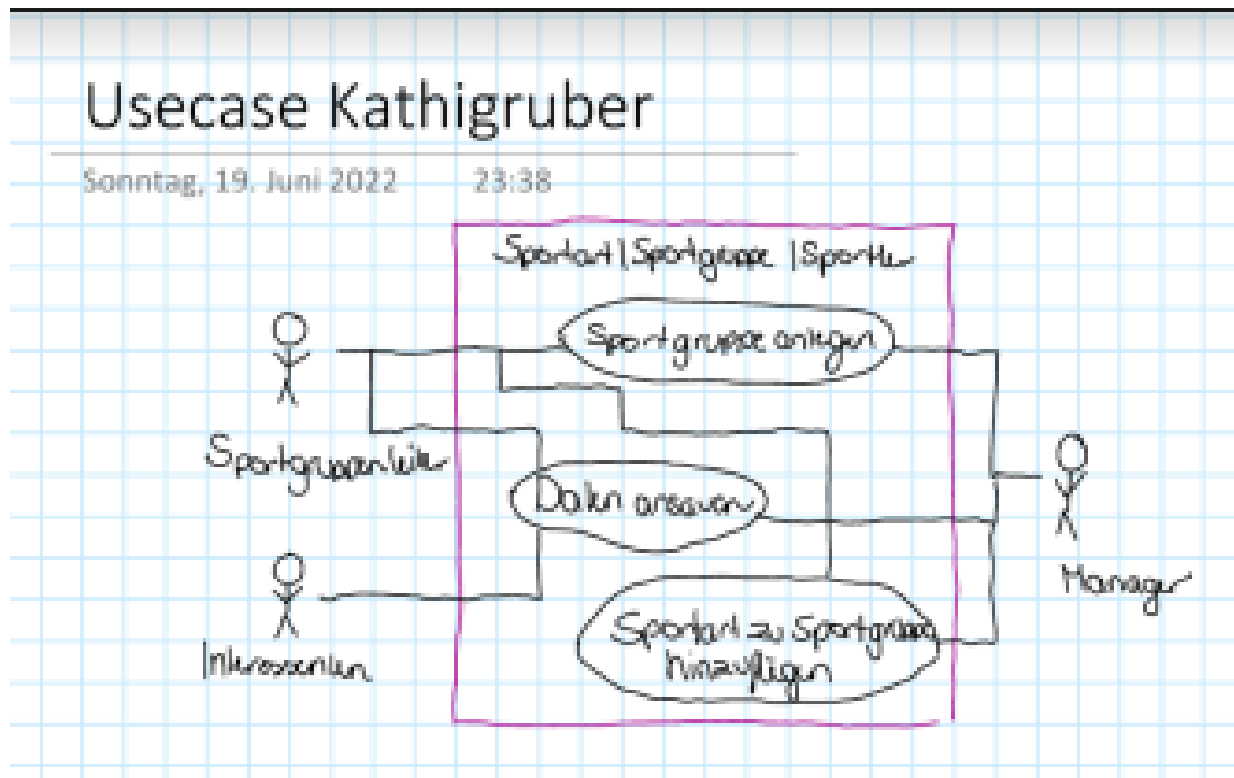 Usecase Kathigruber
Sonntag, 19. Juni 2022 23:38
Sportart | Sportgruppe | Sportler
Sportgruppe anlegen
Sportgruppenleiter
Daten
Manager
Sportart zu Sportgruppe
hinzufügen
Interessenten